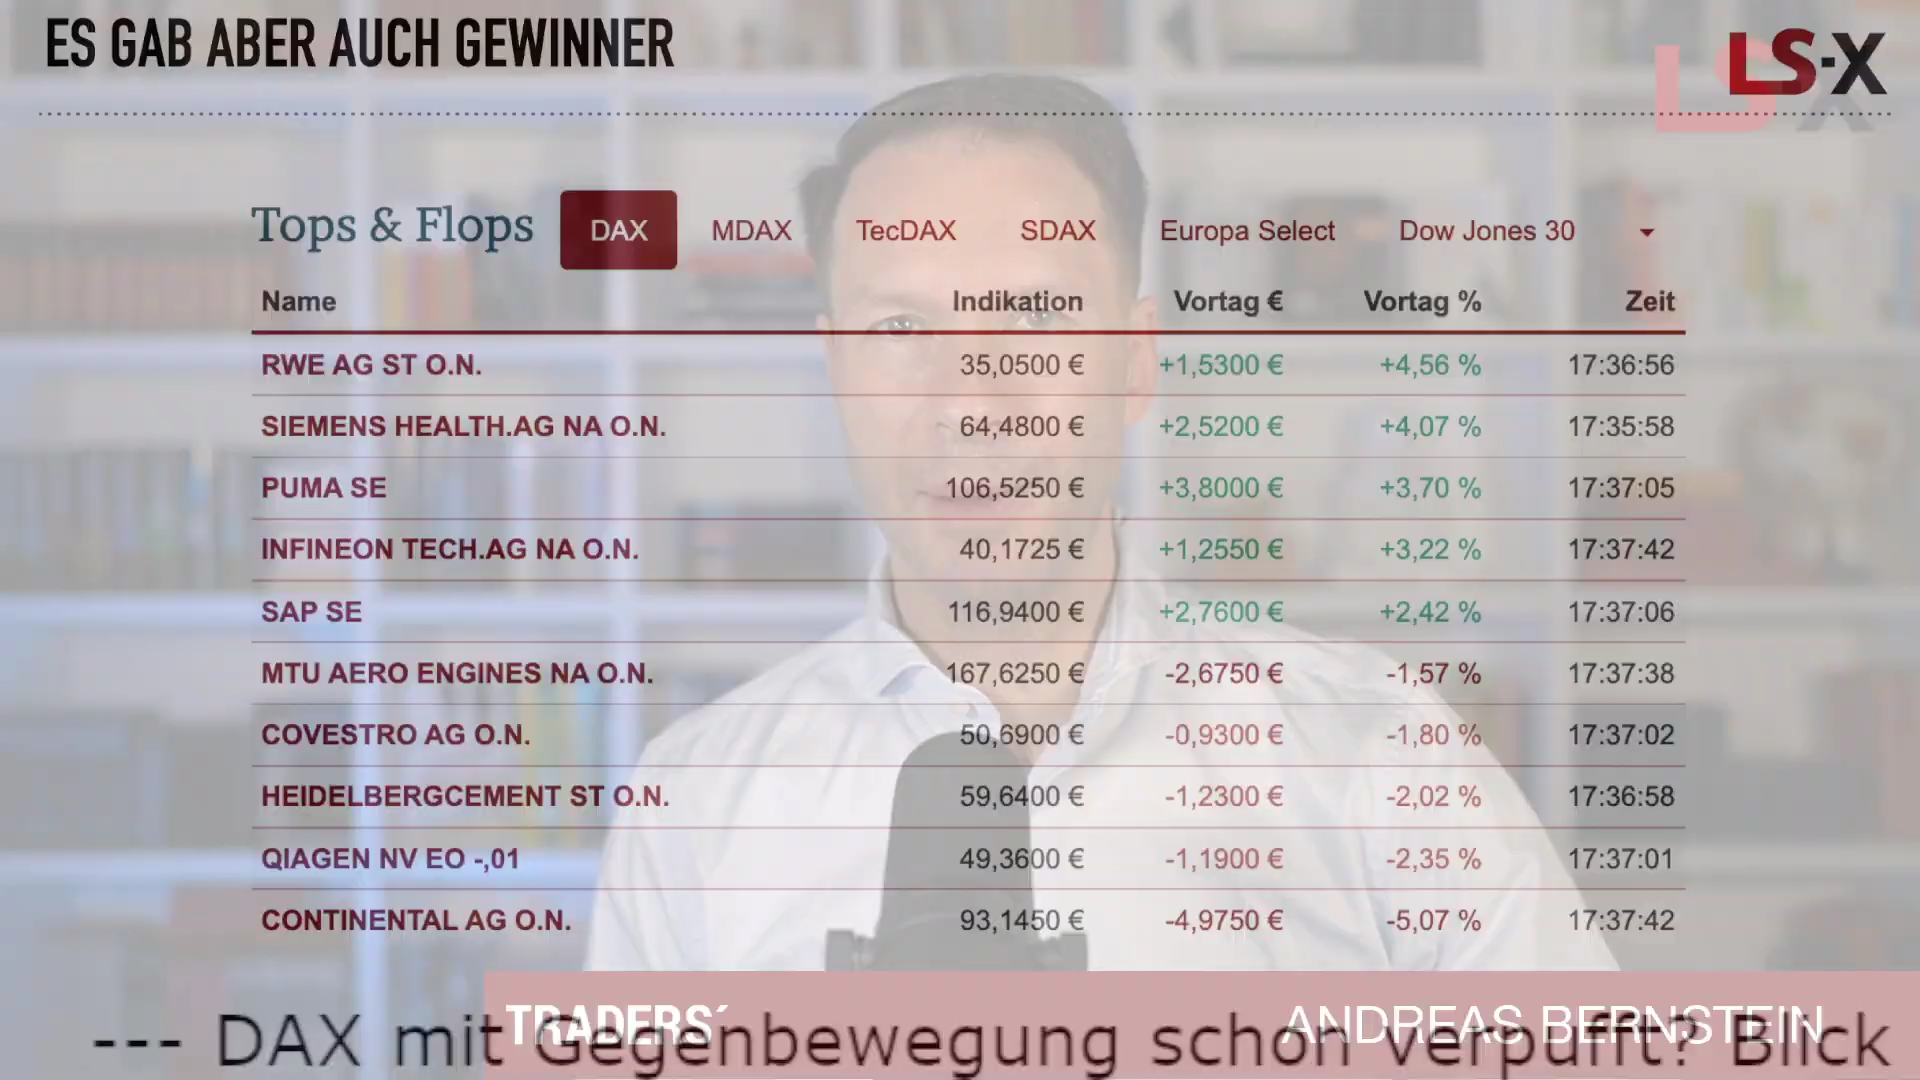 ES GAB ABER AUCH GEWINNER
LS-X
LS-X
Tops & Flops DAX MDAX TecDAX SDAX Europa Select Dow Jones 30
Name Indikation Vortag € Vortag % Zeit
RWE AG ST O.N. 35,0500 € +1,5300 € +4,56 % 17:36:56
SIEMENS HEALTH.AG NA O.N. 64,4800 € +2,5200 € +4,07 % 17:35:58
PUMA SE 106,5250 € +3,8000 € +3,70 % 17:37:05
INFINEON TECH.AG NA O.N. 40,1725 € +1,2550 € +3,22 % 17:37:42
SAP SE 116,9400 € +2,7600 € +2,42 % 17:37:06
MTU AERO ENGINES NA O.N. 167,6250 € -2,6750 € -1,57 % 17:37:38
COVESTRO AG O.N. 50,6900 € -0,9300 € -1,80 % 17:37:02
HEIDELBERGCEMENT ST O.N. 59,6400 € -1,2300 € -2,02 % 17:36:58
QIAGEN NV EO -,01 49,3600 € -1,1900 € -2,35 % 17:37:01
CONTINENTAL AG O.N. 93,1450 € -4,9750 € -5,07 % 17:37:42
TRADERS´ ANDREAS BERNSTEIN
--- DAX mit Gegenbewegung schon verpufft? Blick